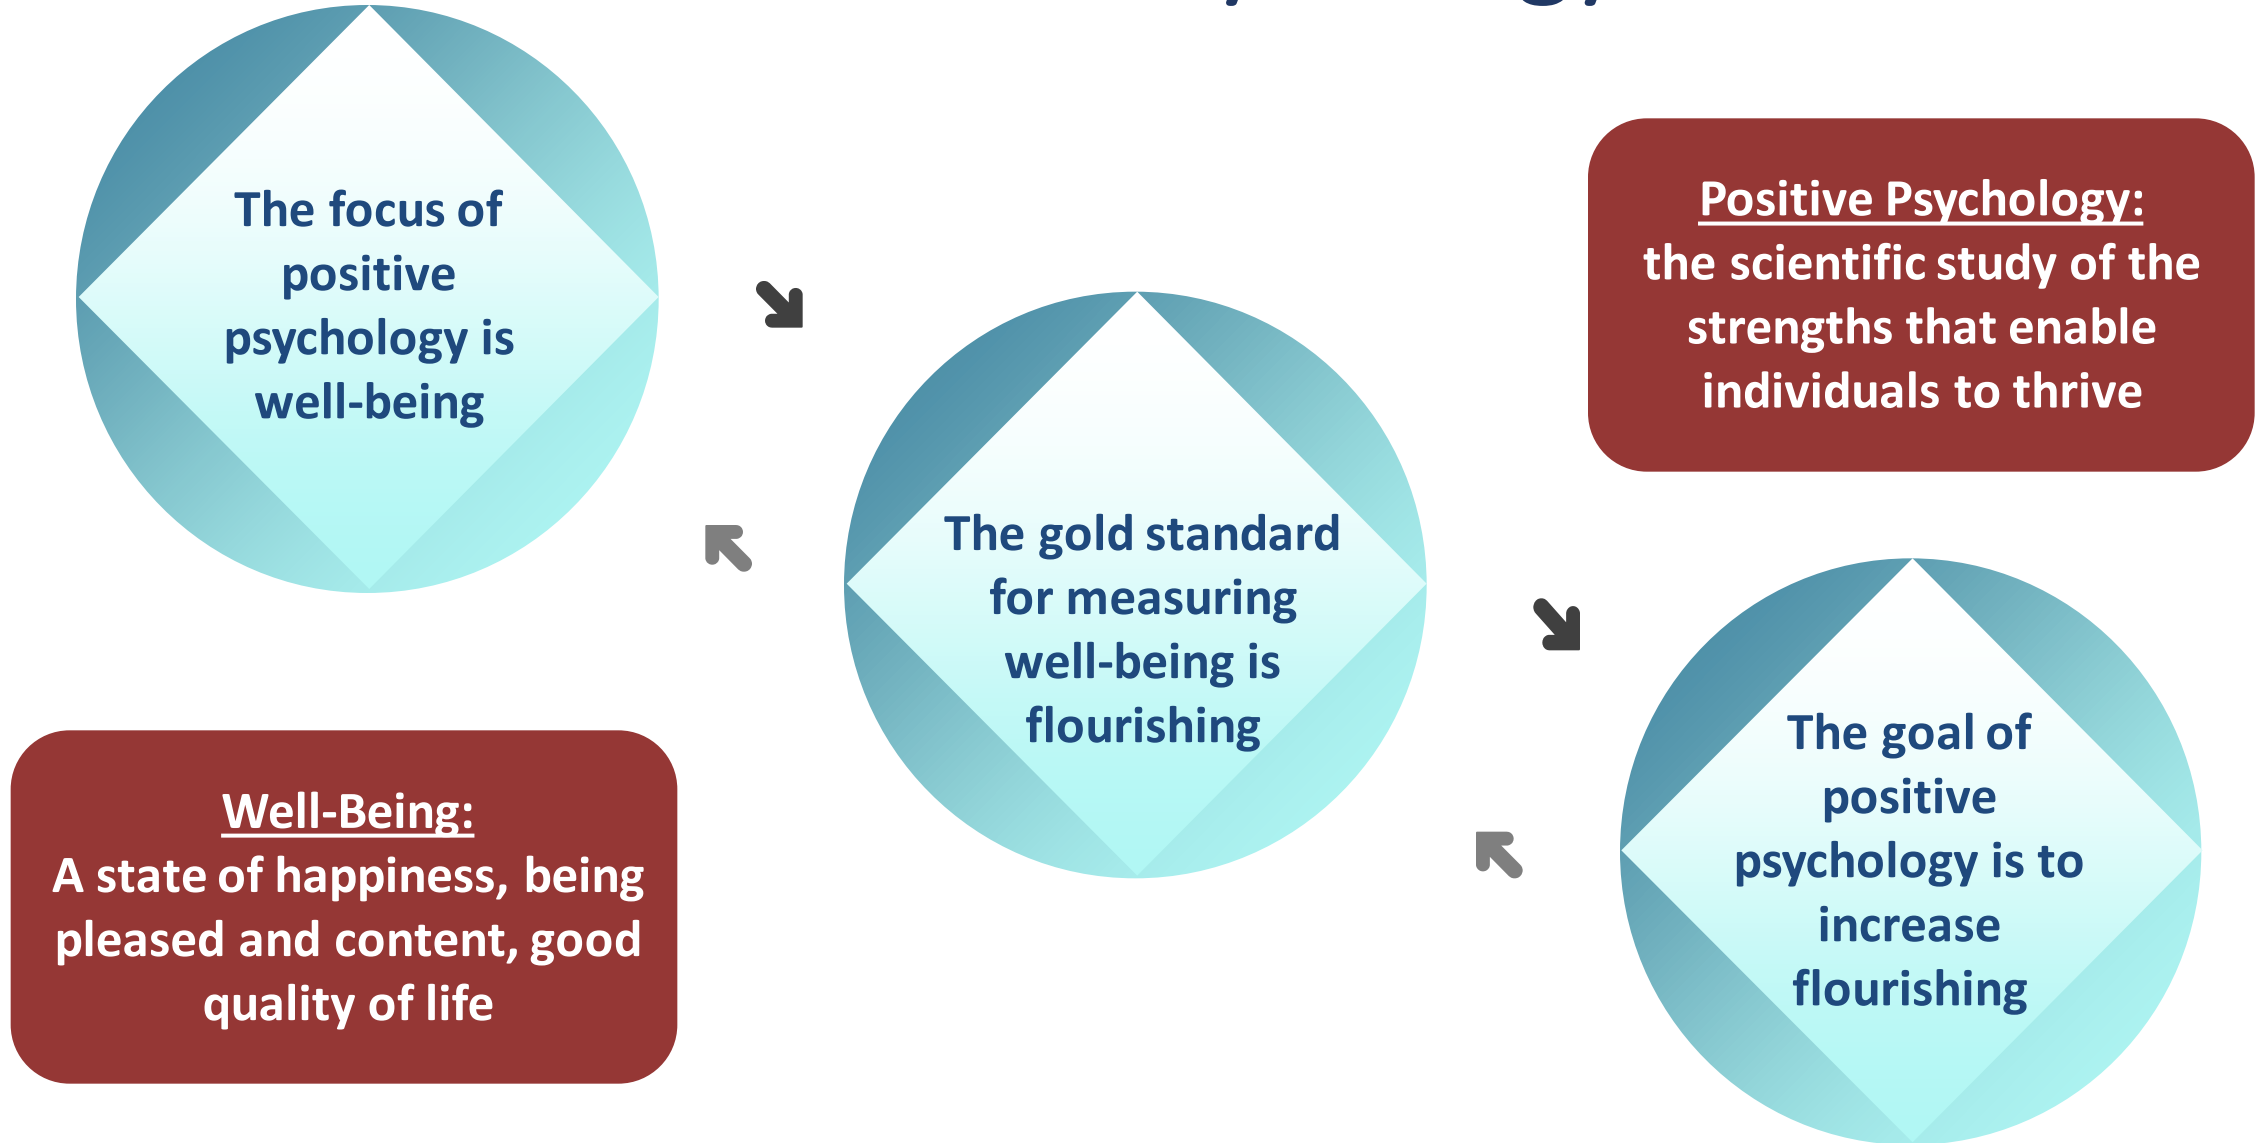 The focus of
positive
psychology is
well-being
Positive Psychology:
the scientific study of the
strengths that enable
individuals to thrive
The gold standard
for measuring
well-being is
flourishing
Well-Being:
A state of happiness, being
pleased and content, good
quality of life
The goal of
positive
psychology is to
increase
flourishing